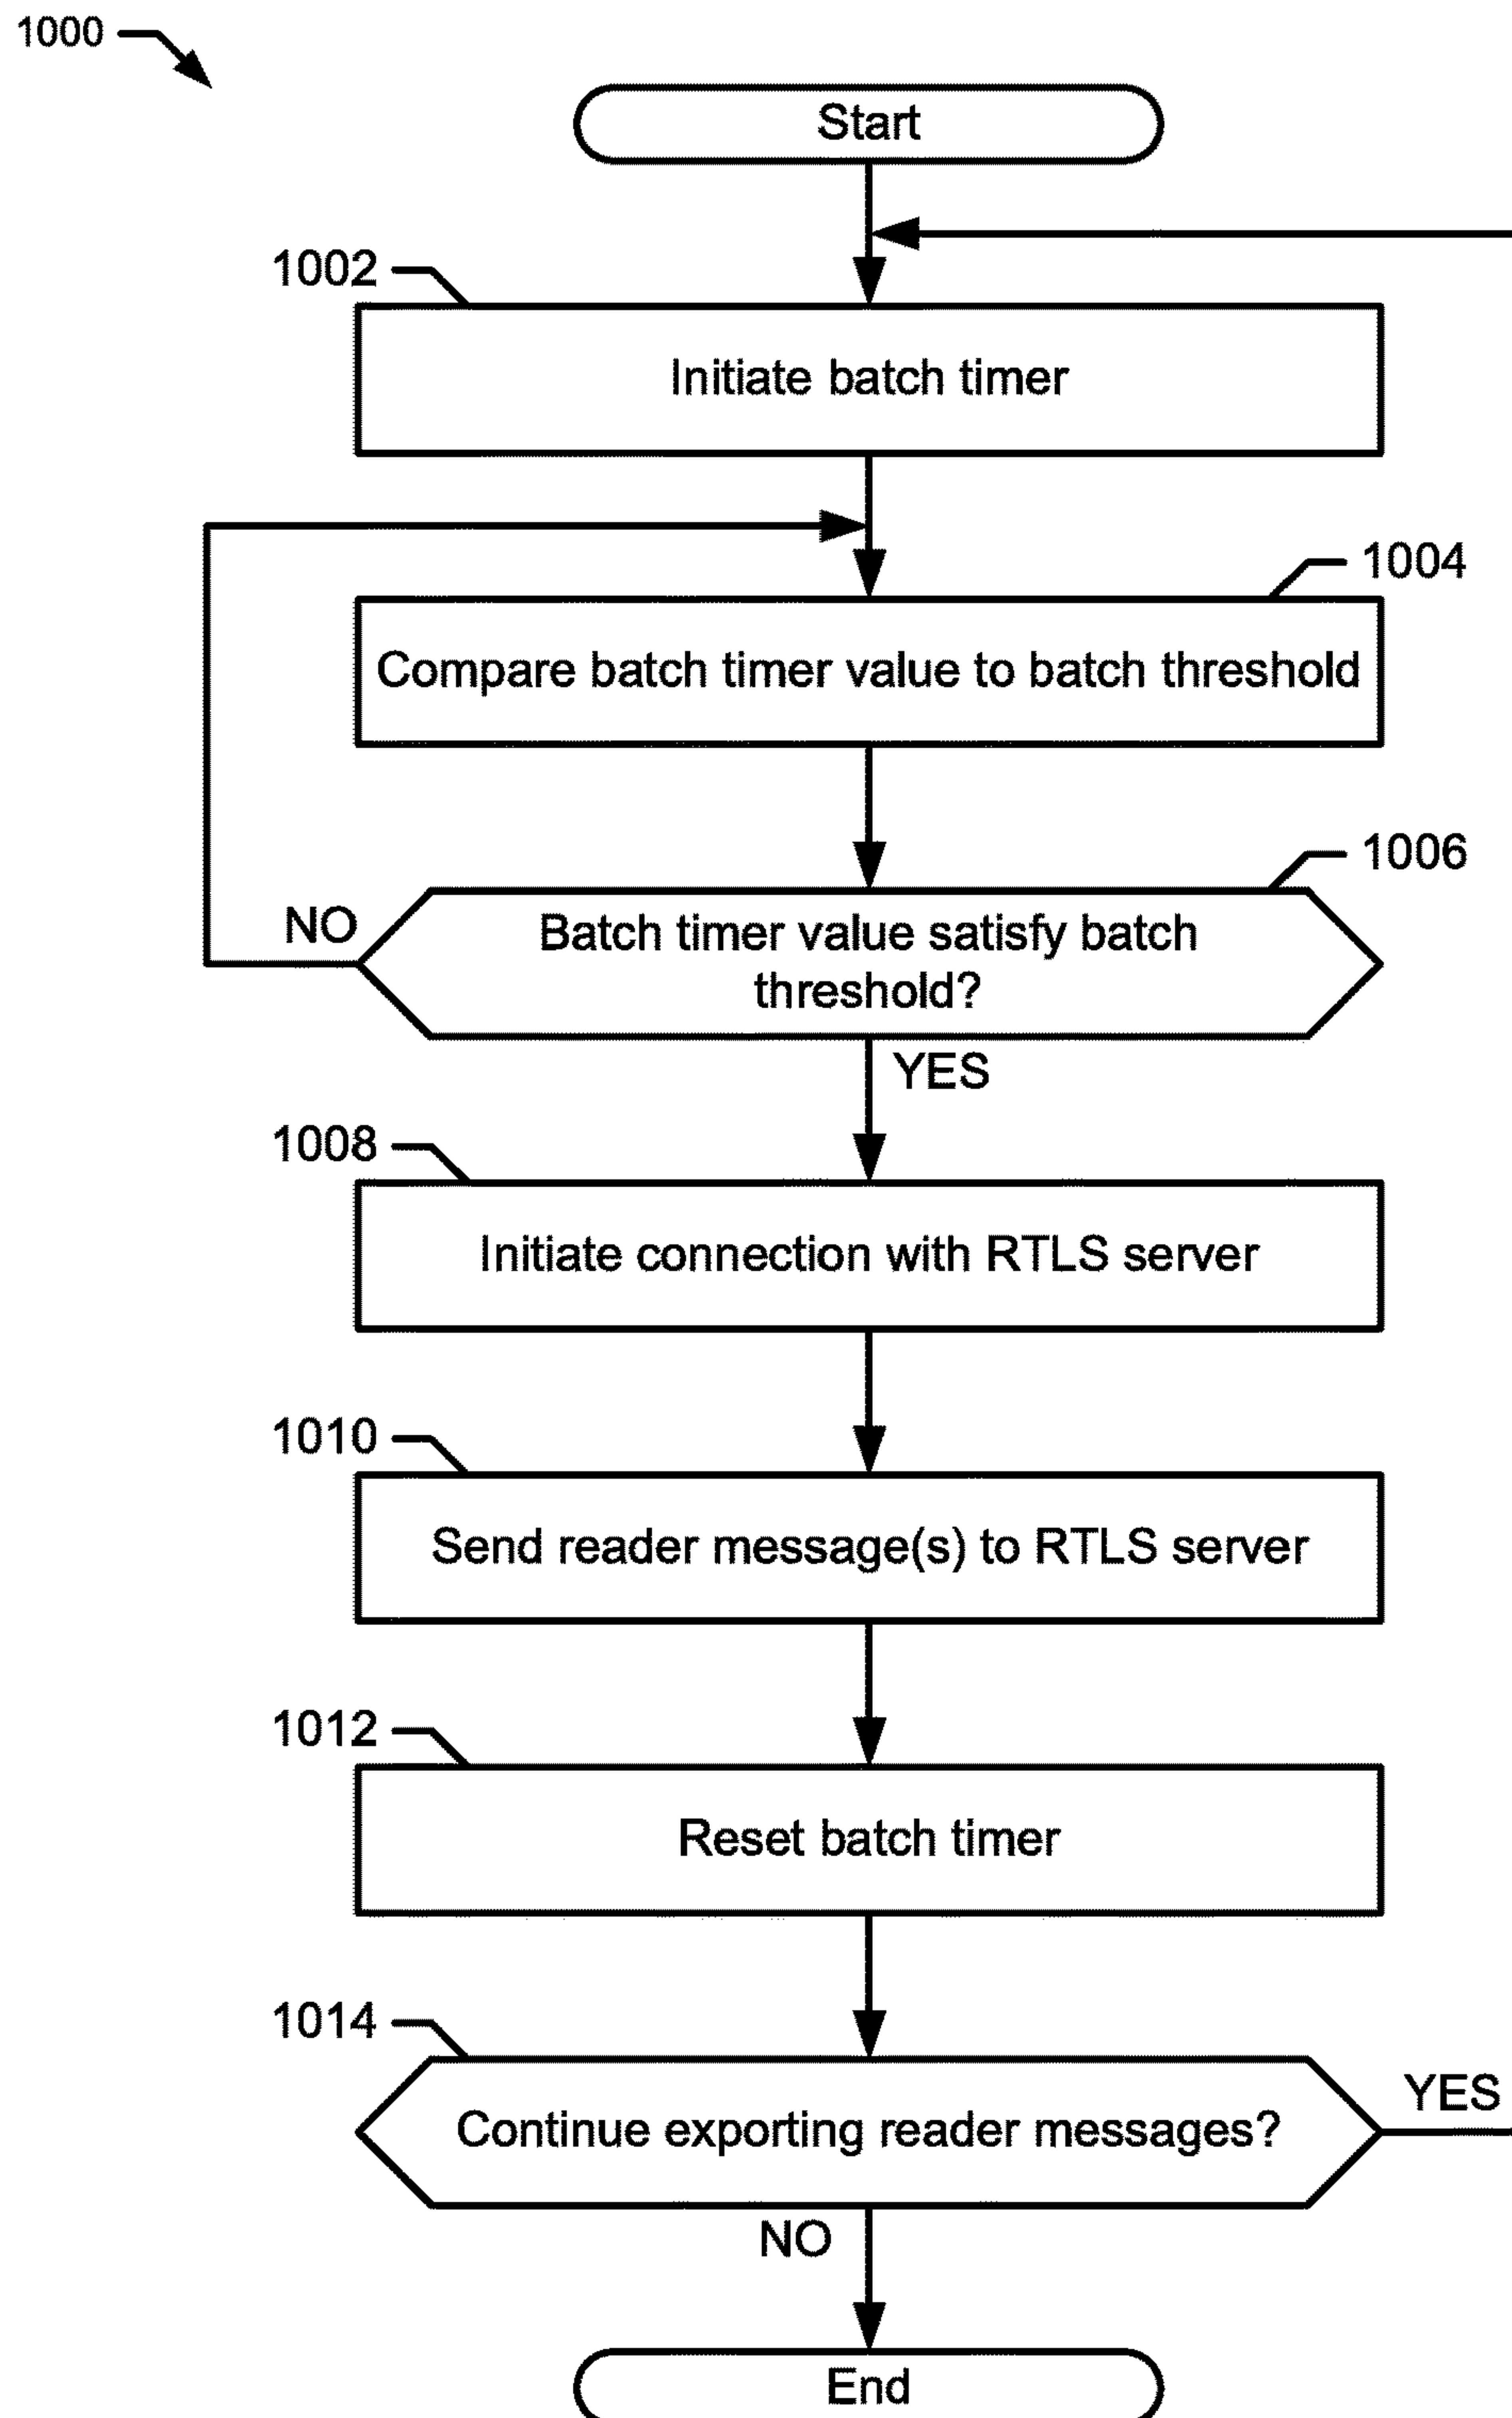 1000
Start
1002
Initiate batch timer
1004
Compare batch timer value to batch threshold
1006
NO
Batch timer value satisfy batch
threshold?
YES
1008
Initiate connection with RTLS server
1010
Send reader message(s) to RTLS server
1012
Reset batch timer
1014
YES
Continue exporting reader messages?
NO
End